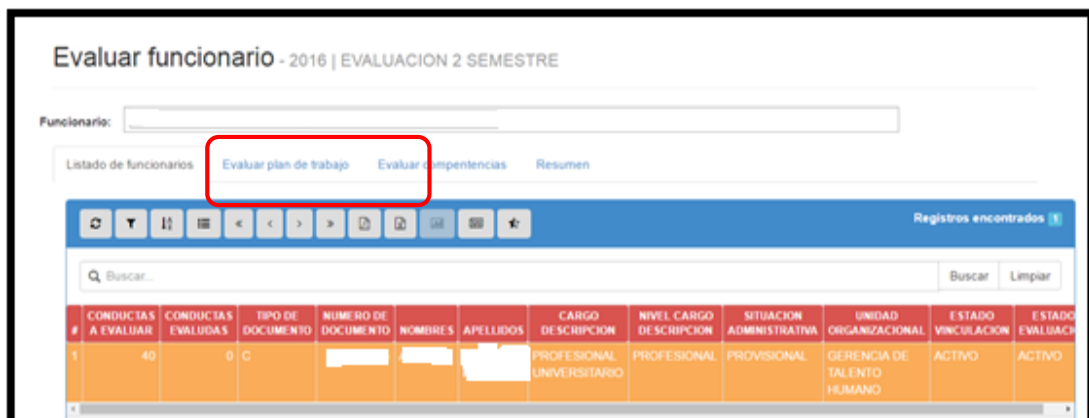 Evaluar funcionario - 2016 | EVALUACION 2 SEMESTRE
Funcionario:
Listado de funcionarios Evaluar plan de trabajo Evaluar compentencias Resumen
Registros encontrados 1
Buscar... Buscar Limpiar
# CONDUCTAS A EVALUAR CONDUCTAS EVALUDAS TIPO DE DOCUMENTO NUMERO DE DOCUMENTO NOMBRES APELLIDOS CARGO DESCRIPCION NIVEL CARGO DESCRIPCION SITUACION ADMINISTRATIVA UNIDAD ORGANIZACIONAL ESTADO VINCULACION ESTADO EVALUACI
1 40 0 C PROFESIONAL UNIVERSITARIO PROFESIONAL PROVISIONAL GERENCIA DE TALENTO HUMANO ACTIVO ACTIVO